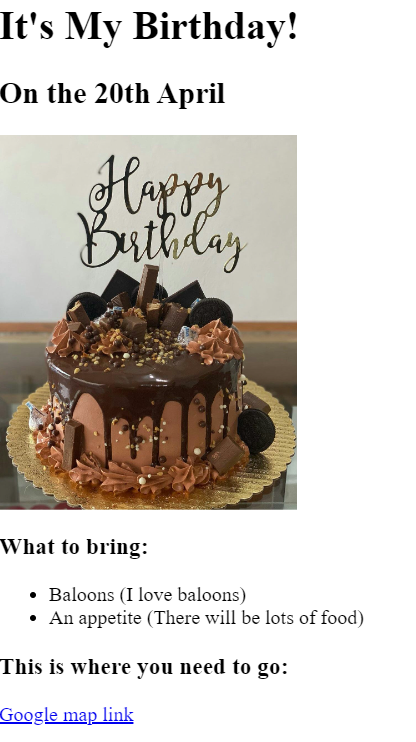 It's My Birthday!
On the 20th April
Happy
Birthday
What to bring:
Baloons (I love baloons)
An appetite (There will be lots of food)
This is where you need to go:
Google map link